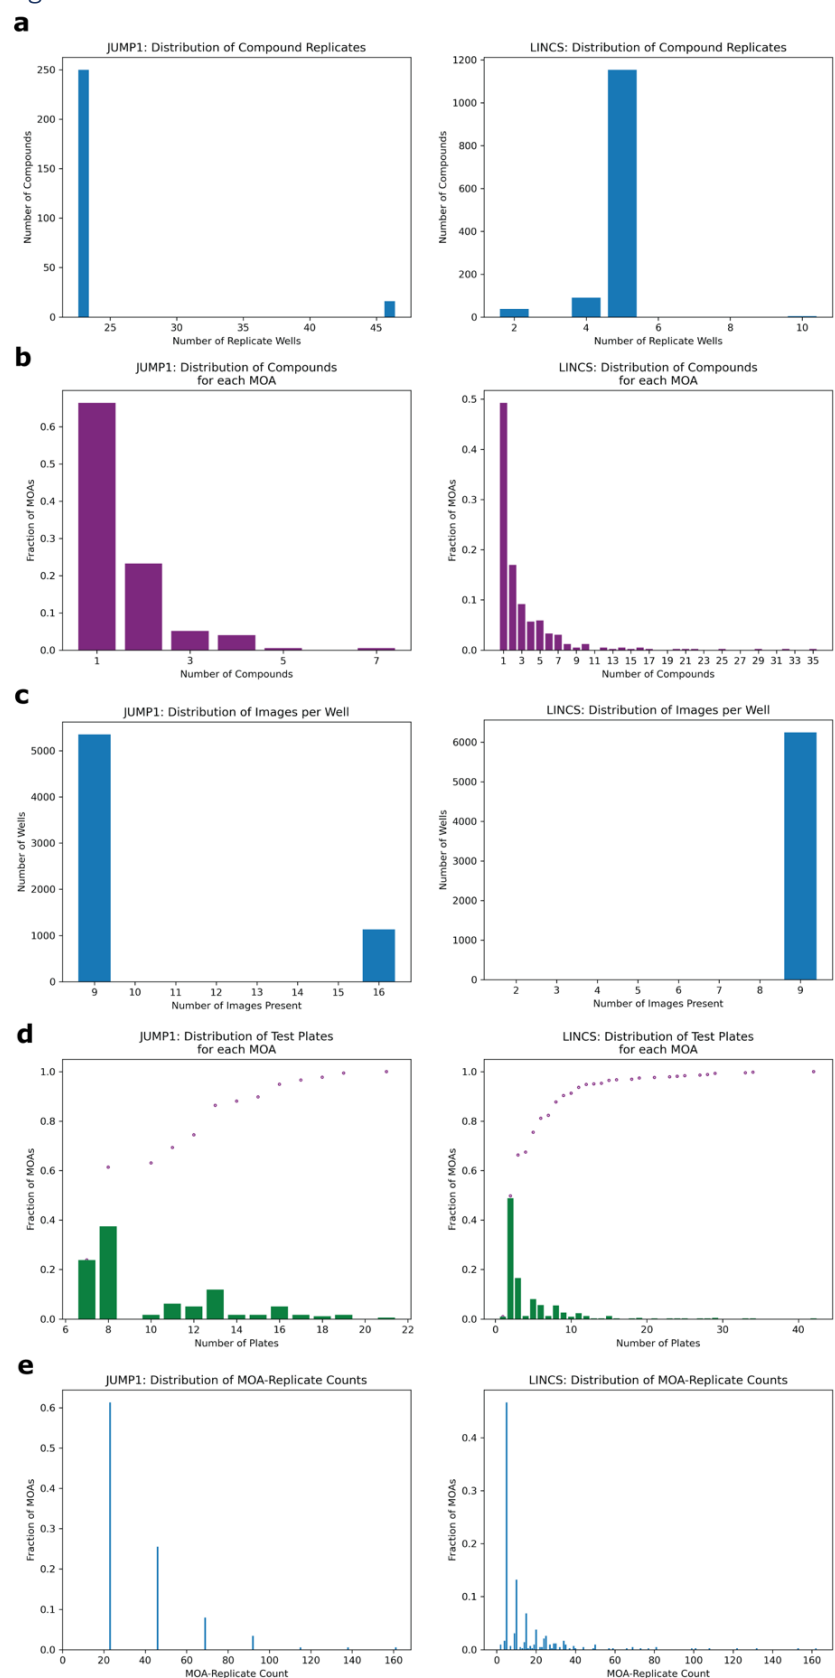 a
JUMP1: Distribution of Compound Replicates
Number of Compounds
250
200
150
100
50
0
25 30 35 40 45
Number of Replicate Wells
LINCS: Distribution of Compound Replicates
Number of Compounds
1200
1000
800
600
400
200
0
2 4 6 8 10
Number of Replicate Wells
b
JUMP1: Distribution of Compounds
for each MOA
Fraction of MOAs
0.6
0.5
0.4
0.3
0.2
0.1
0.0
1 3 5 7
Number of Compounds
LINCS: Distribution of Compounds
for each MOA
Fraction of MOAs
0.5
0.4
0.3
0.2
0.1
0.0
1 3 5 7 9 11 13 15 17 19 21 23 25 27 29 31 33 35
Number of Compounds
c
JUMP1: Distribution of Images per Well
Number of Wells
5000
4000
3000
2000
1000
0
9 10 11 12 13 14 15 16
Number of Images Present
LINCS: Distribution of Images per Well
Number of Wells
6000
5000
4000
3000
2000
1000
0
2 3 4 5 6 7 8 9
Number of Images Present
d
JUMP1: Distribution of Test Plates
for each MOA
Fraction of MOAs
1.0
0.8
0.6
0.4
0.2
0.0
6 8 10 12 14 16 18 20 22
Number of Plates
LINCS: Distribution of Test Plates
for each MOA
Fraction of MOAs
1.0
0.8
0.6
0.4
0.2
0.0
0 10 20 30 40
Number of Plates
e
JUMP1: Distribution of MOA-Replicate Counts
Fraction of MOAs
0.6
0.5
0.4
0.3
0.2
0.1
0.0
0 20 40 60 80 100 120 140 160
MOA-Replicate Count
LINCS: Distribution of MOA-Replicate Counts
Fraction of MOAs
0.4
0.3
0.2
0.1
0.0
0 20 40 60 80 100 120 140 160
MOA-Replicate Count